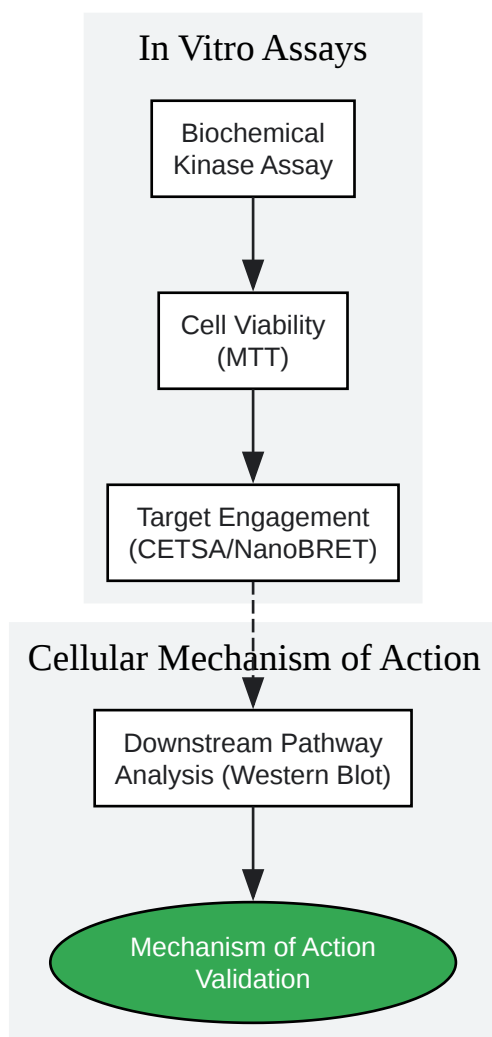 In Vitro Assays
Biochemical
Kinase Assay
Cell Viability
(MTT)
Target Engagement
(CETSA/NanoBRET)
Cellular Mechanism of Action
Downstream Pathway
Analysis (Western Blot)
Mechanism of Action
Validation